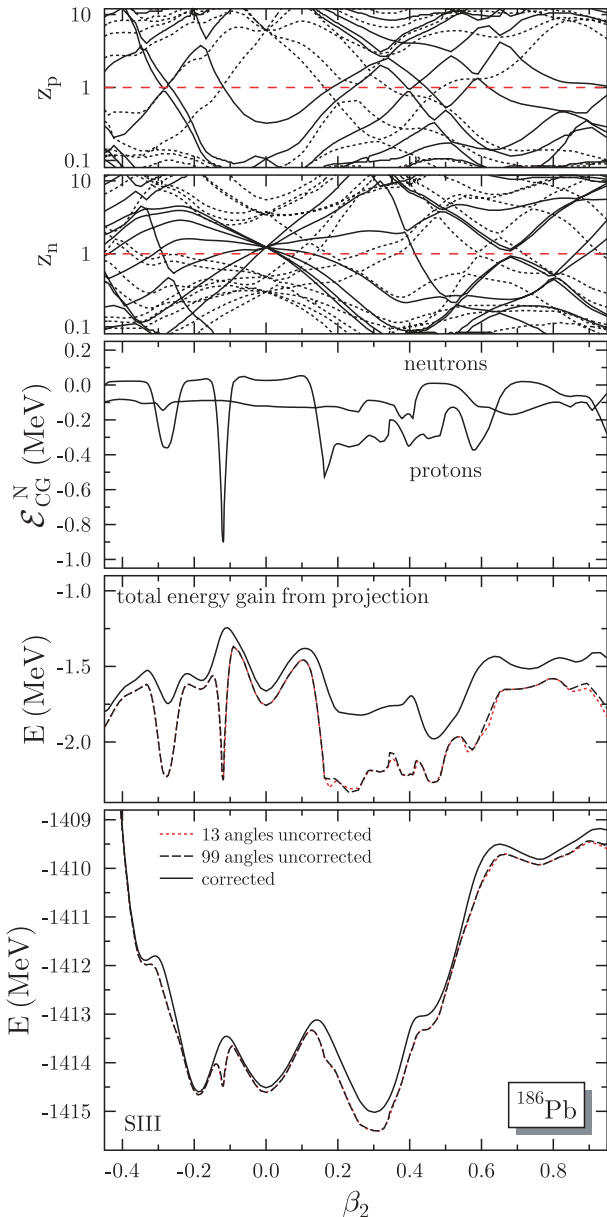 10
z_p
1
0.1
10
z_n
1
0.1
0.2
0.0
-0.2
-0.4
-0.6
-0.8
-1.0
ℰ^N_CG (MeV)
neutrons
protons
-1.0
-1.5
-2.0
E (MeV)
total energy gain from projection
-1409
-1410
-1411
-1412
-1413
-1414
-1415
E (MeV)
13 angles uncorrected
99 angles uncorrected
corrected
SIII
^186Pb
-0.4 -0.2 0.0 0.2 0.4 0.6 0.8
β_2